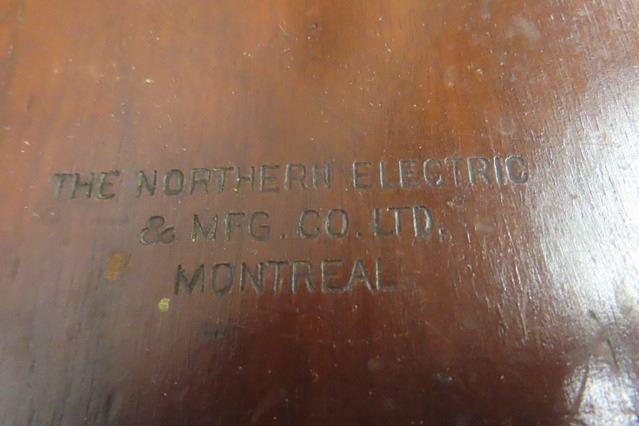 THE NORTHERN ELECTRIC
& MFG. CO. LTD.
MONTREAL